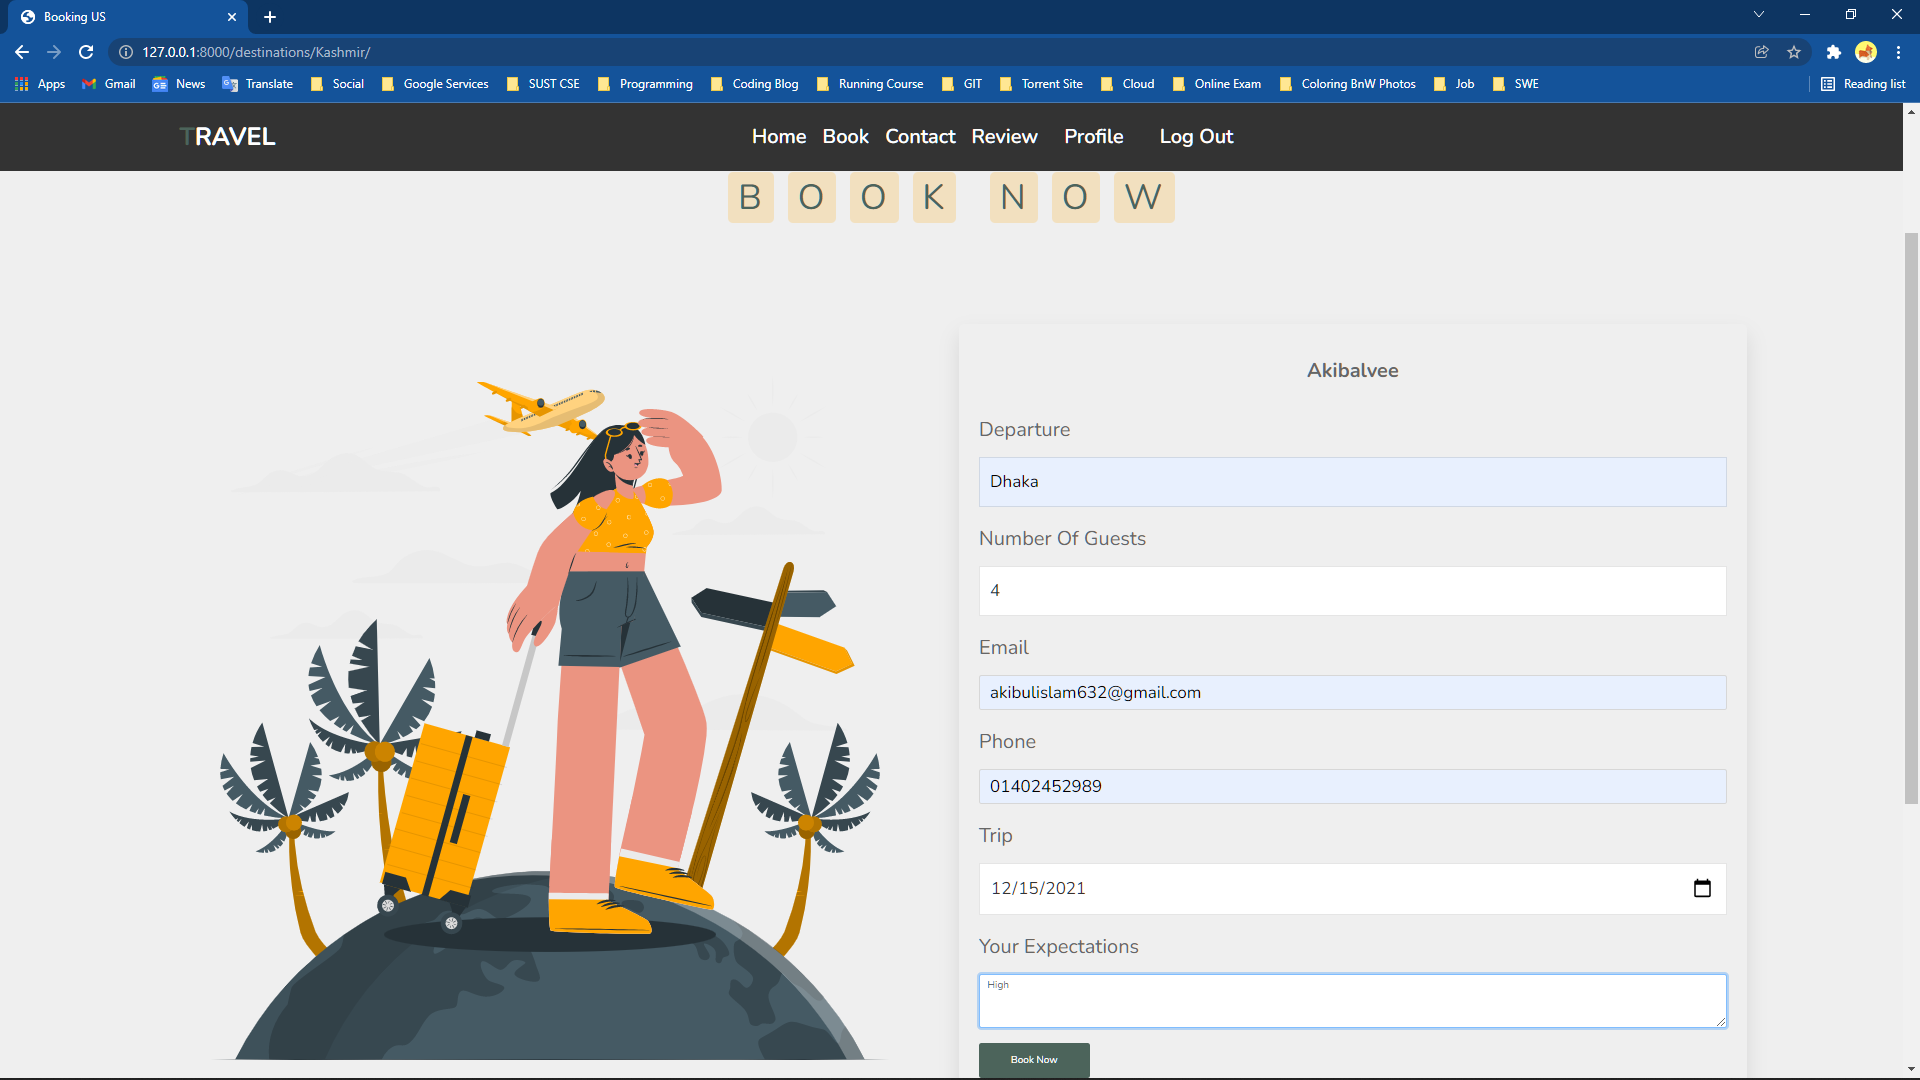 Booking US
127.0.0.1:8000/destinations/Kashmir/
Apps Gmail News Translate Social Google Services SUST CSE Programming Coding Blog Running Course GIT Torrent Site Cloud Online Exam Coloring BnW Photos Job SWE Reading list
TRAVEL Home Book Contact Review Profile Log Out
BOOK NOW
Akibalvee
Departure
Dhaka
Number Of Guests
4
Email
akibulislam632@gmail.com
Phone
01402452989
Trip
12/15/2021
Your Expectations
High
Book Now